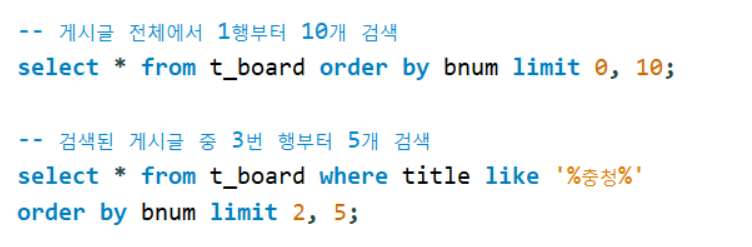 -- 게시글 전체에서 1행부터 10개 검색
select * from t_board order by bnum limit 0, 10;
-- 검색된 게시글 중 3번 행부터 5개 검색
select * from t_board where title like '%충청%'
order by bnum limit 2, 5;